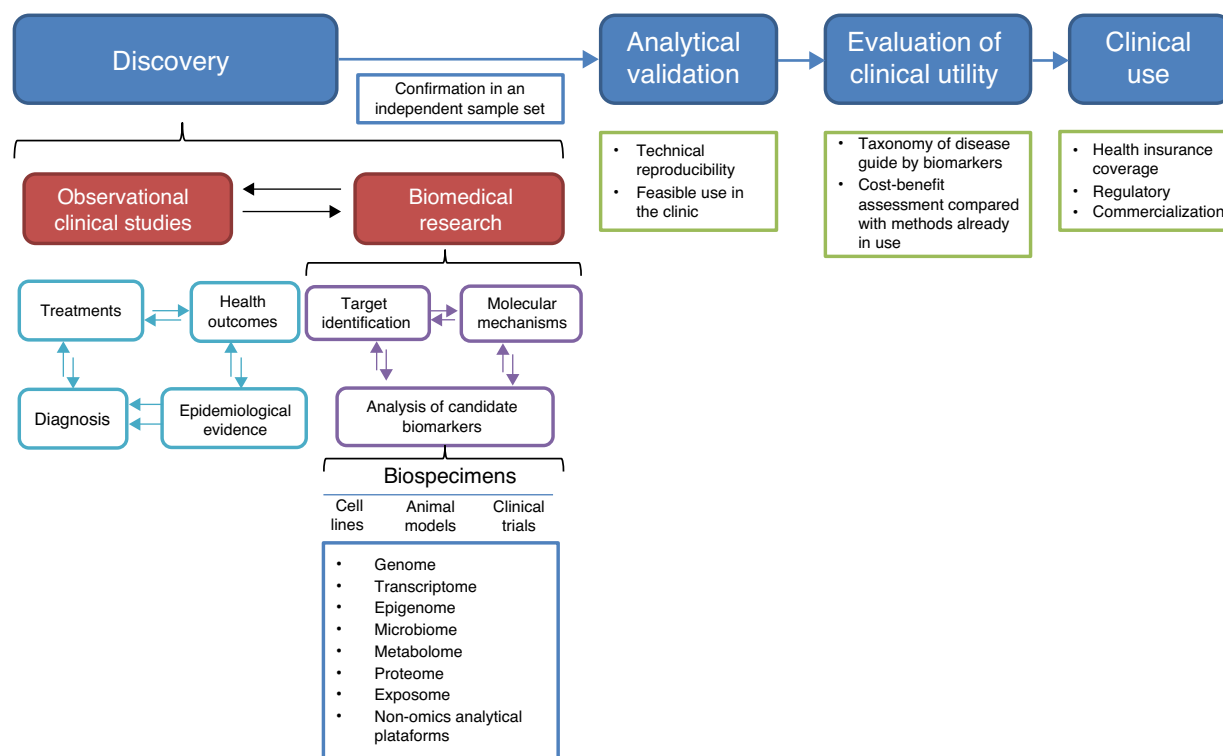 Discovery
Analytical
validation
Evaluation of
clinical utility
Clinical
use
Confirmation in an
independent sample set
• Technical
reproducibility
• Feasible use in
the clinic
• Taxonomy of disease
guide by biomarkers
• Cost-benefit
assessment compared
with methods already
in use
• Health insurance
coverage
• Regulatory
• Commercialization
Observational
clinical studies
Biomedical
research
Treatments
Health
outcomes
Diagnosis
Epidemiological
evidence
Target
identification
Molecular
mechanisms
Analysis of candidate
biomarkers
Biospecimens
Cell
lines
Animal
models
Clinical
trials
• Genome
• Transcriptome
• Epigenome
• Microbiome
• Metabolome
• Proteome
• Exposome
• Non-omics analytical
plataforms